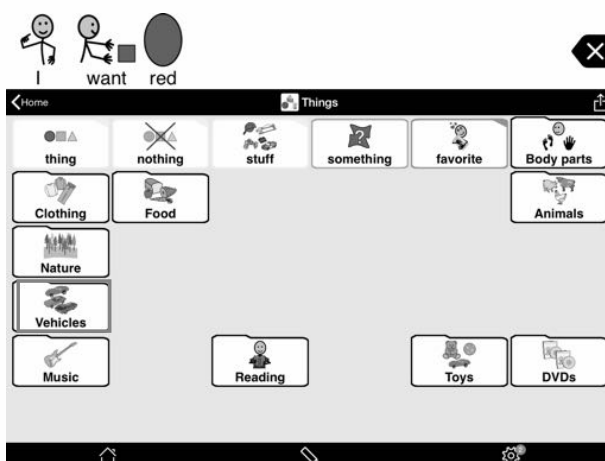 I want red
Home Things
thing nothing stuff something favorite Body parts
Clothing Food Animals
Nature
Vehicles
Music Reading Toys DVDs